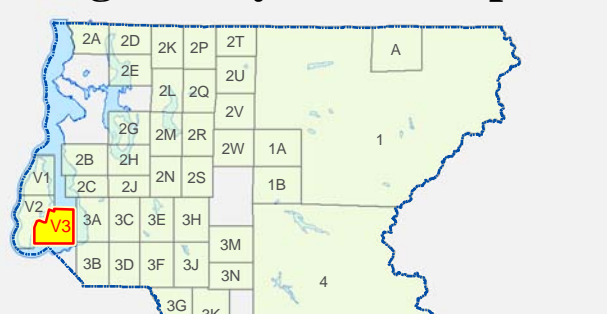 2A 2D 2K 2P 2T A
2E 2U
2L 2Q
2V
2G 2M 2R 1
2B 2H 2W 1A
V1 2C 2J 2N 2S 1B
V2 V3 3A 3C 3E 3H
3M
3B 3D 3F 3J 3N 4
3G